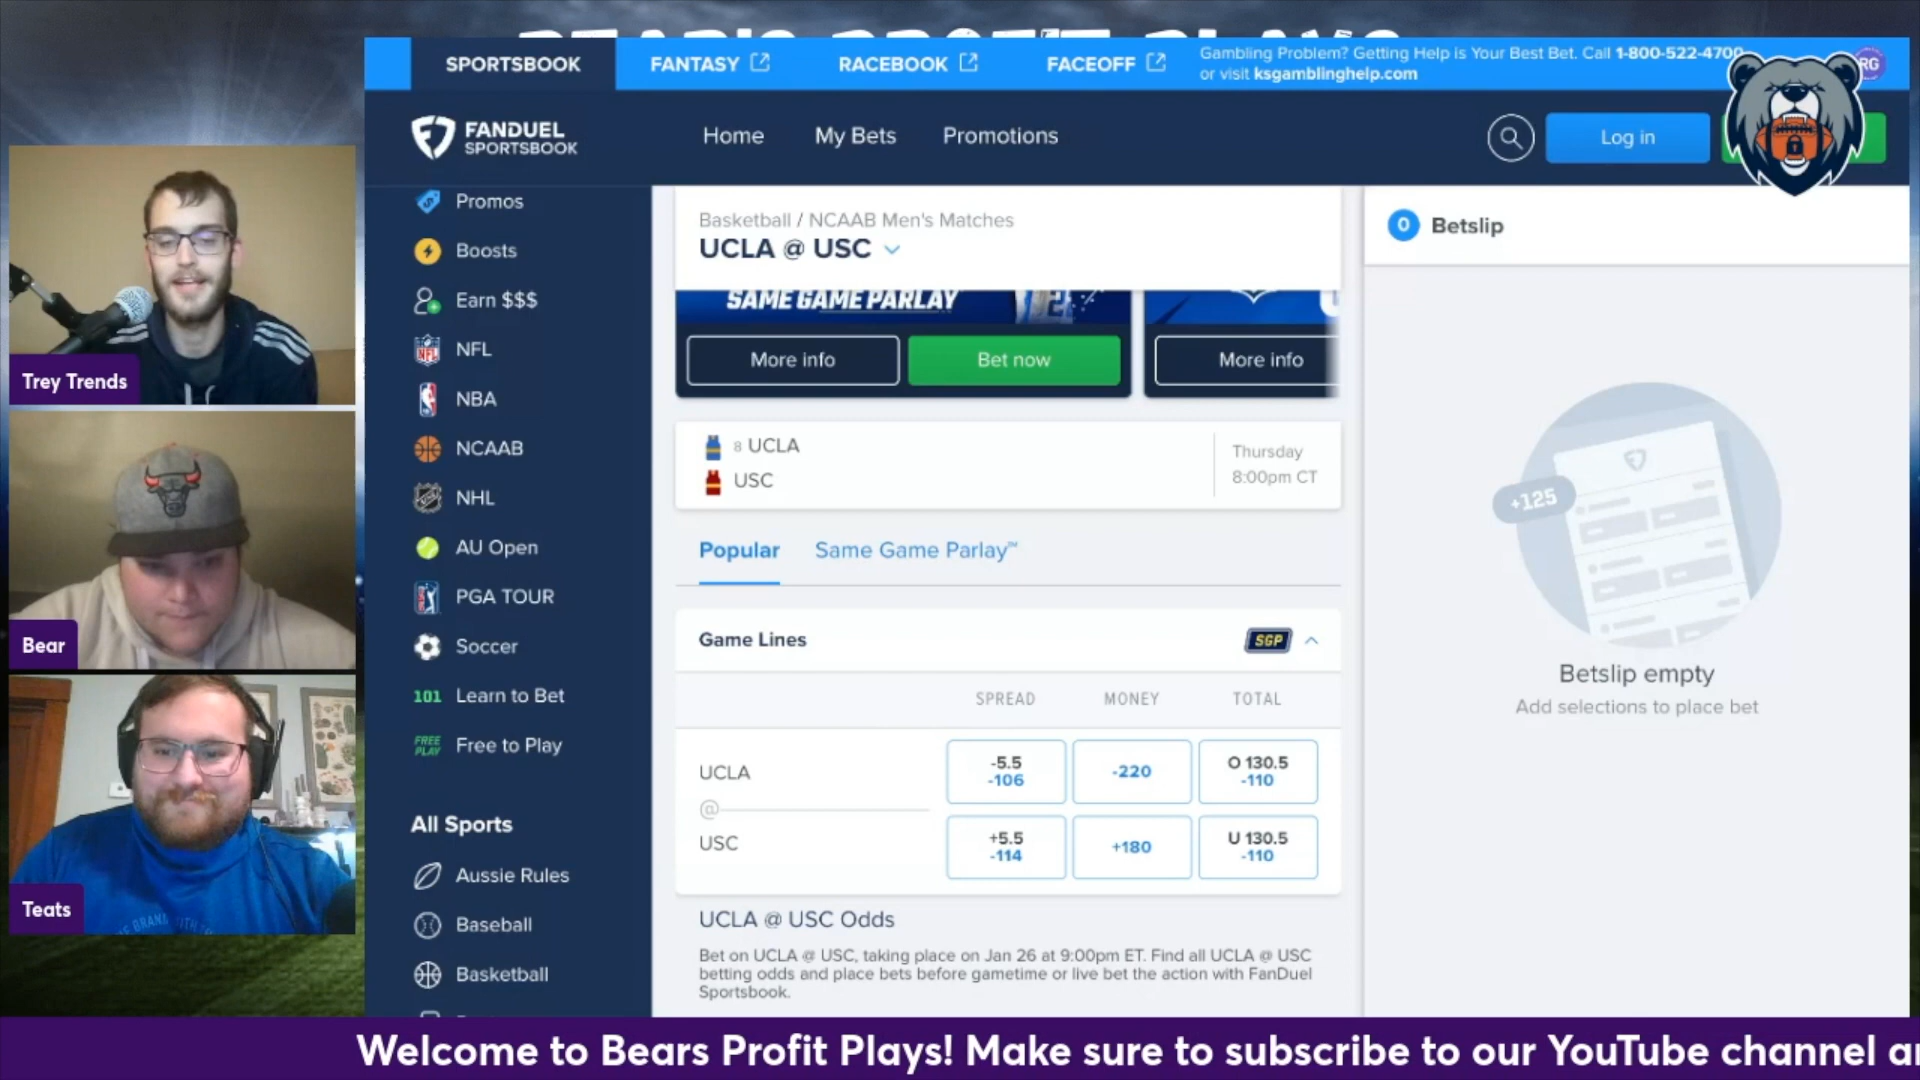 BEAR'S PROFIT PLAYS
SPORTSBOOK
FANTASY
RACEBOOK
FACEOFF
Gambling Problem? Getting Help is Your Best Bet. Call 1-800-522-4700
or visit ksgamblinghelp.com
RG
FANDUEL
SPORTSBOOK
Home
My Bets
Promotions
Log in
Trey Trends
Bear
Teats
Promos
Boosts
Earn $$$
NFL
NBA
NCAAB
NHL
AU Open
PGA TOUR
Soccer
101 Learn to Bet
FREE PLAY Free to Play
All Sports
Aussie Rules
Baseball
Basketball
Basketball / NCAAB Men's Matches
UCLA @ USC
SAME GAME PARLAY
More info
Bet now
More info
8 UCLA
USC
Thursday
8:00pm CT
Popular
Same Game Parlay™
Game Lines
SGP
SPREAD MONEY TOTAL
UCLA
-5.5
-106
-220
O 130.5
-110
@
USC
+5.5
-114
+180
U 130.5
-110
UCLA @ USC Odds
Bet on UCLA @ USC, taking place on Jan 26 at 9:00pm ET. Find all UCLA @ USC
betting odds and place bets before gametime or live bet the action with FanDuel
Sportsbook.
0 Betslip
+125
Betslip empty
Add selections to place bet
Welcome to Bears Profit Plays! Make sure to subscribe to our YouTube channel a